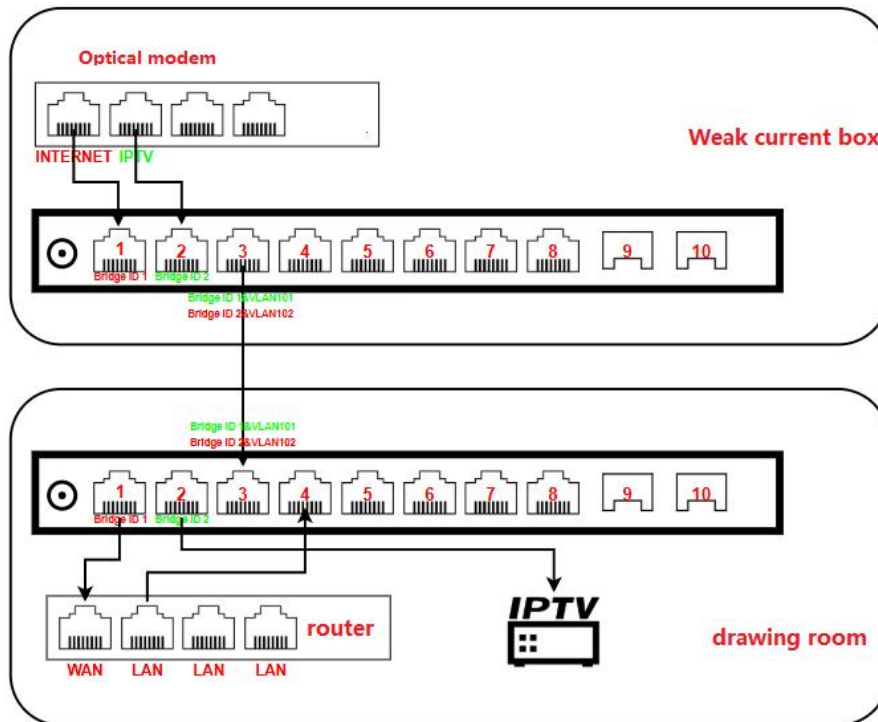 Optical modem
Weak current box
INTERNET IPTV
1 2 3 4 5 6 7 8 9 10
Bridge ID 1 Bridge ID 2
Bridge ID 1&VLAN101
Bridge ID 2&VLAN102
Bridge ID 1&VLAN101
Bridge ID 2&VLAN102
1 2 3 4 5 6 7 8 9 10
Bridge ID 1 Bridge ID 2
IPTV
router
drawing room
WAN LAN LAN LAN